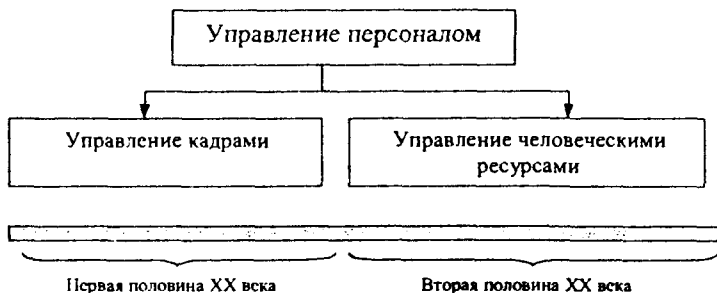 Управление персоналом
Управление кадрами
Управление человеческими
ресурсами
Первая половина XX века
Вторая половина XX века